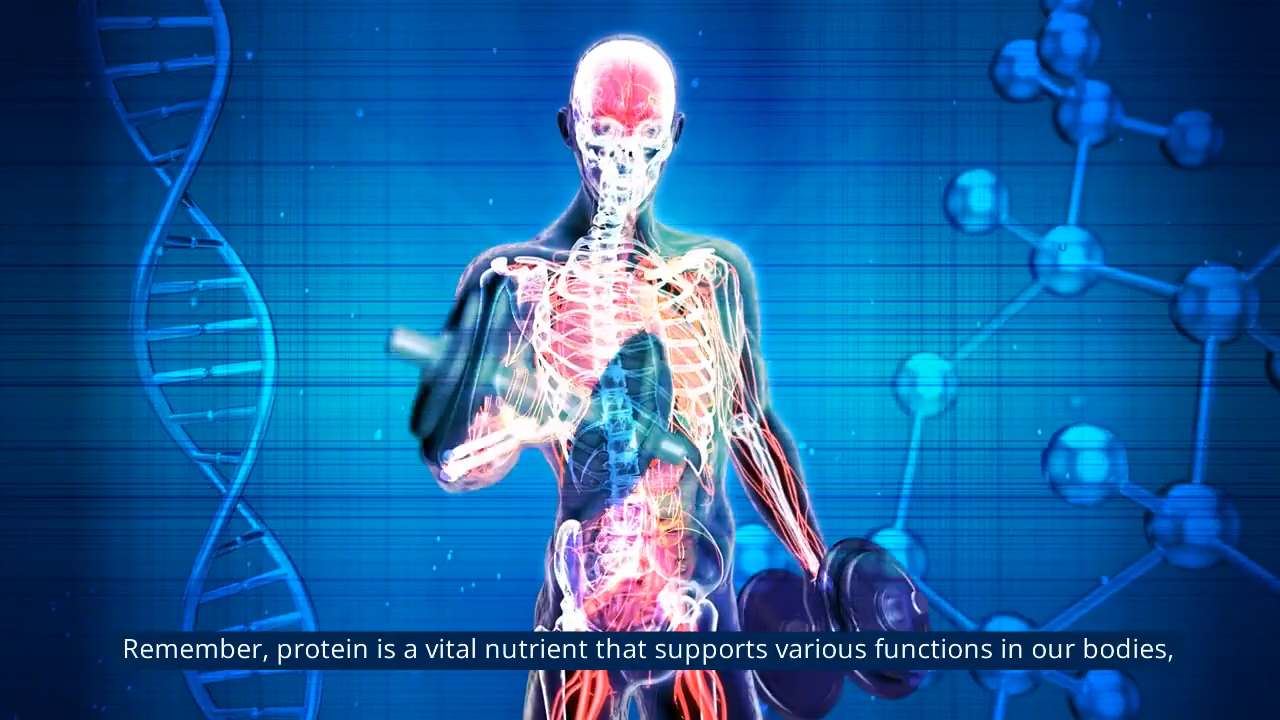 Remember, protein is a vital nutrient that supports various functions in our bodies,